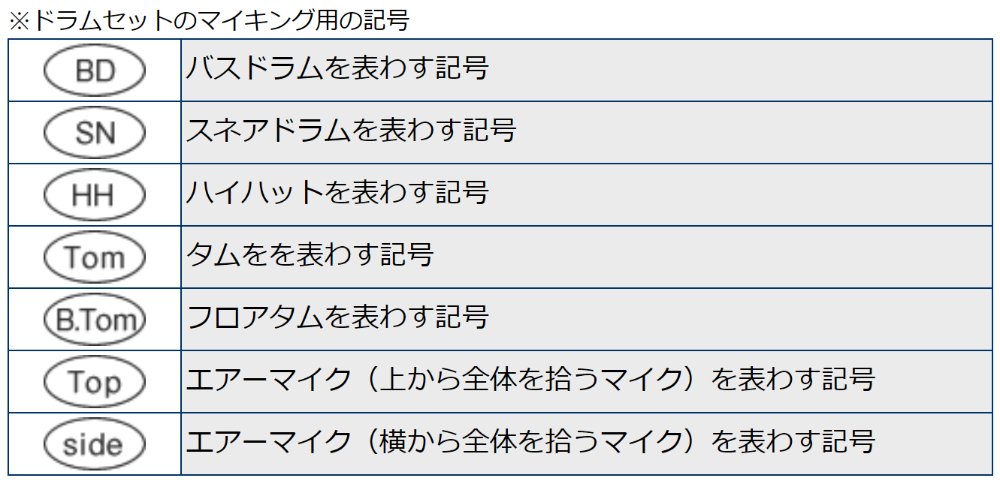 ※ドラムセットのマイキング用の記号
BD バスドラムを表わす記号
SN スネアドラムを表わす記号
HH ハイハットを表わす記号
Tom タムをを表わす記号
B.Tom フロアタムを表わす記号
Top エアーマイク（上から全体を拾うマイク）を表わす記号
side エアーマイク（横から全体を拾うマイク）を表わす記号